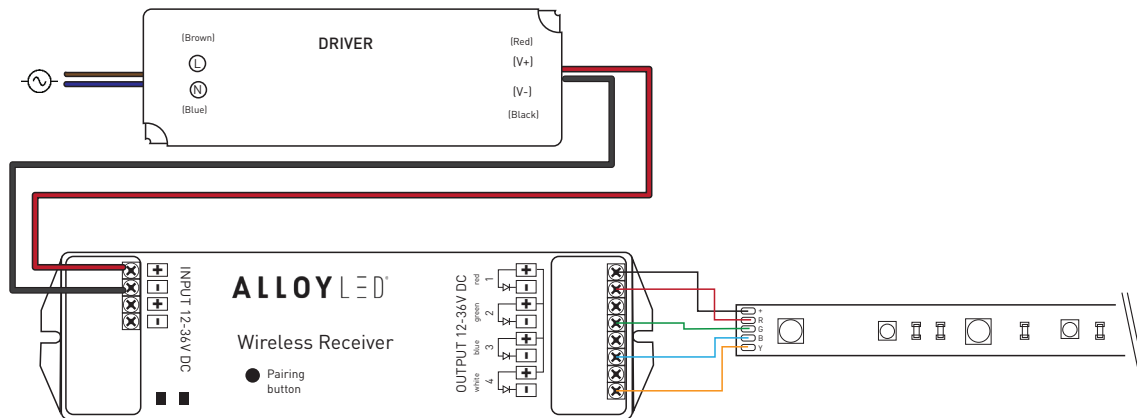 (Brown)
L
N
(Blue)
DRIVER
(Red)
(V+)
(V-)
(Black)
+
-
+
-
INPUT 12-36V DC
ALLOYLED®
Wireless Receiver
Pairing
button
OUTPUT 12-36V DC
1 red
2 green
3 blue
4 white
+
-
+
-
+
-
+
-
+
R
G
B
Y